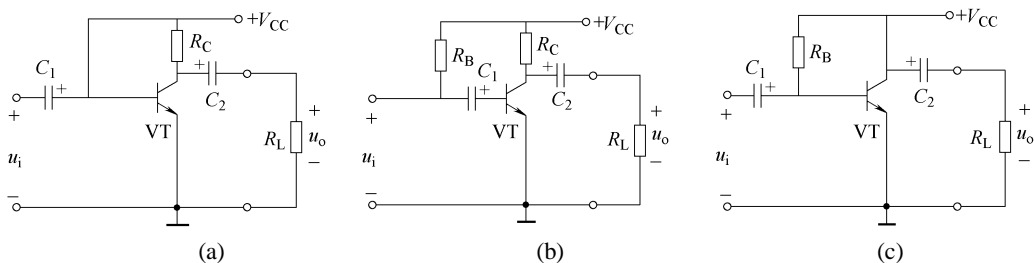 +V_CC
R_C
C_1 +
+
C_2
VT
+
u_i
−
R_L
+
u_o
−
(a)
+V_CC
R_B
R_C
C_1
+
+
C_2
VT
+
u_i
−
R_L
+
u_o
−
(b)
+V_CC
R_B
C_1
+
+
C_2
VT
+
u_i
−
R_L
+
u_o
−
(c)